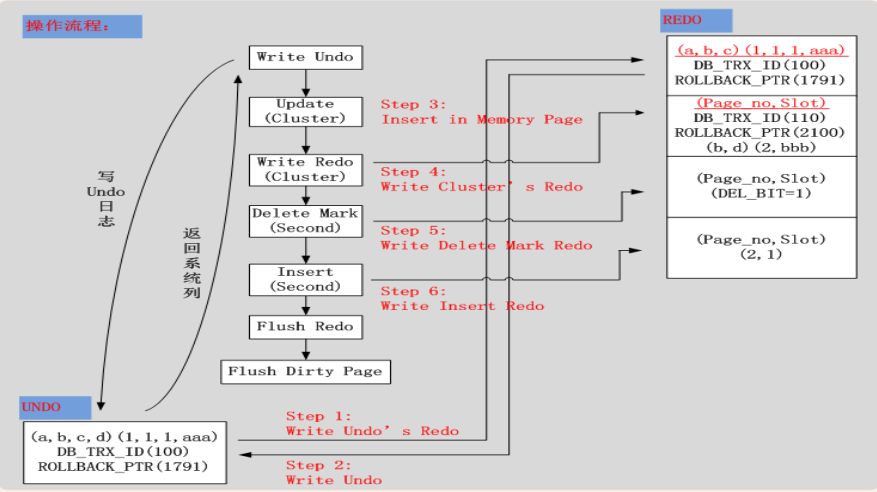 操作流程：
REDO
Write Undo
Update
(Cluster)
Write Redo
(Cluster)
Delete Mark
(Second)
Insert
(Second)
Flush Redo
Flush Dirty Page
Step 3:
Insert in Memory Page
Step 4:
Write Cluster's Redo
Step 5:
Write Delete Mark Redo
Step 6:
Write Insert Redo
(a,b,c)(1,1,1,aaa)
DB_TRX_ID(100)
ROLLBACK_PTR(1791)
(Page_no,Slot)
DB_TRX_ID(110)
ROLLBACK_PTR(2100)
(b,d)(2,bbb)
(Page_no,Slot)
(DEL_BIT=1)
(Page_no,Slot)
(2,1)
写
Undo
日
志
返
回
系
统
列
UNDO
(a,b,c,d)(1,1,1,aaa)
DB_TRX_ID(100)
ROLLBACK_PTR(1791)
Step 1:
Write Undo's Redo
Step 2:
Write Undo